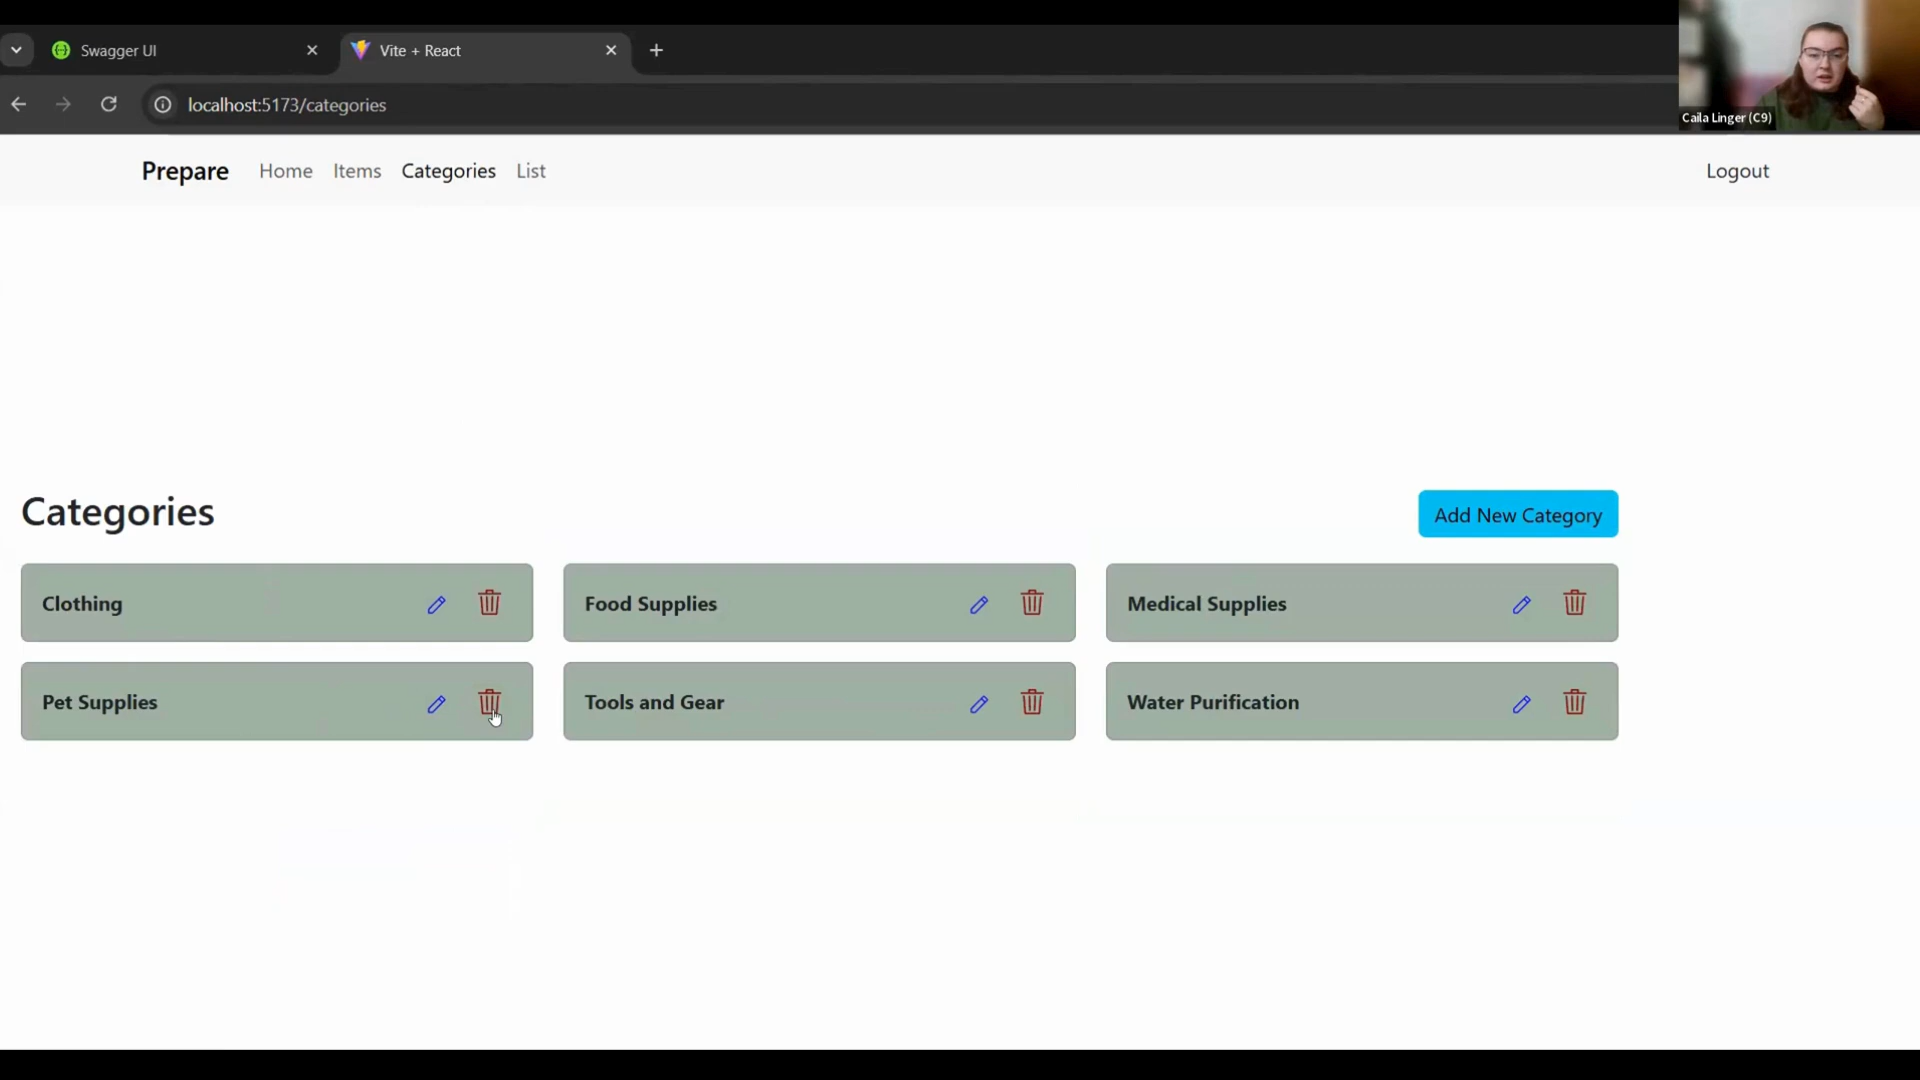 Swagger UI
Vite + React
localhost:5173/categories
Caila Linger (C9)
Prepare Home Items Categories List Logout
Categories
Add New Category
Clothing
Food Supplies
Medical Supplies
Pet Supplies
Tools and Gear
Water Purification